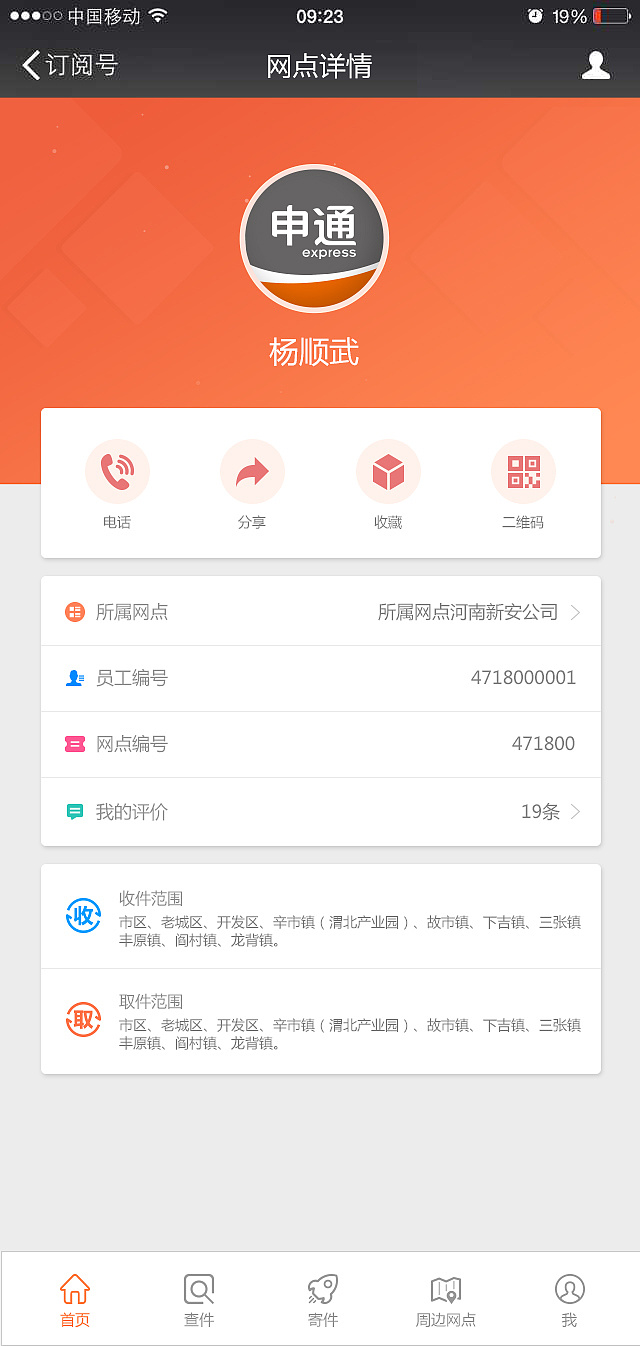 中国移动
09:23
19%
订阅号
网点详情
申通
express
杨顺武
电话
分享
收藏
二维码
所属网点
所属网点河南新安公司
员工编号
4718000001
网点编号
471800
我的评价
19条
收
收件范围
市区、老城区、开发区、辛市镇（渭北产业园）、故市镇、下吉镇、三张镇
丰原镇、阎村镇、龙背镇。
取
取件范围
市区、老城区、开发区、辛市镇（渭北产业园）、故市镇、下吉镇、三张镇
丰原镇、阎村镇、龙背镇。
首页
查件
寄件
周边网点
我